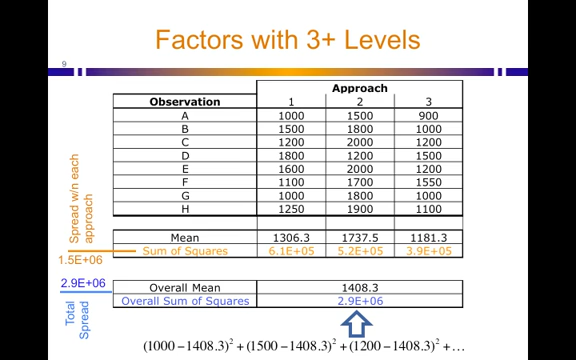 Factors with 3+ Levels
9
Approach
Observation 1 2 3
A 1000 1500 900
B 1500 1800 1000
C 1200 2000 1200
D 1800 1200 1500
E 1600 2000 1200
F 1100 1700 1550
G 1000 1800 1000
H 1250 1900 1100
Mean 1306.3 1737.5 1181.3
Sum of Squares 6.1E+05 5.2E+05 3.9E+05
Overall Mean 1408.3
Overall Sum of Squares 2.9E+06
Spread w/n each
approach
1.5E+06
2.9E+06
Total
Spread
(1000 − 1408.3)² + (1500 − 1408.3)² + (1200 − 1408.3)² + …